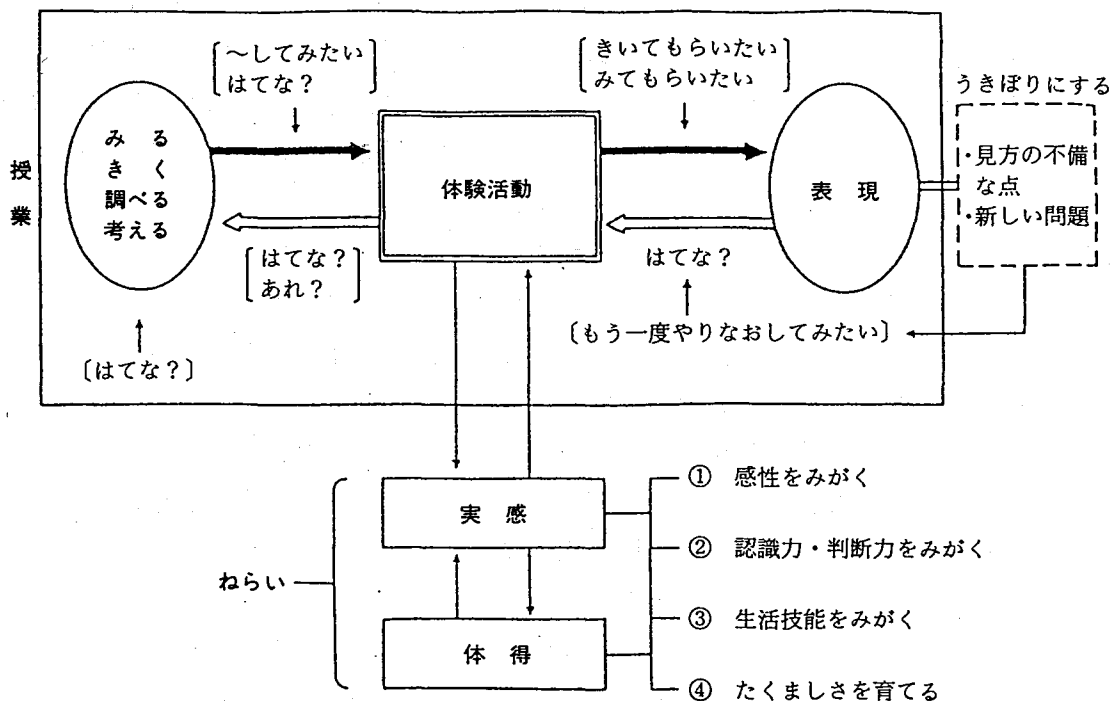 授業
〔〜してみたい
はてな?
みる
きく
調べる
考える
体験活動
〔きいてもらいたい
みてもらいたい〕
表現
うきぼりにする
・見方の不備
な点
・新しい問題
〔はてな?
あれ?〕
はてな?
〔もう一度やりなおしてみたい〕
〔はてな?〕
ねらい
実感
体得
① 感性をみがく
② 認識力・判断力をみがく
③ 生活技能をみがく
④ たくましさを育てる